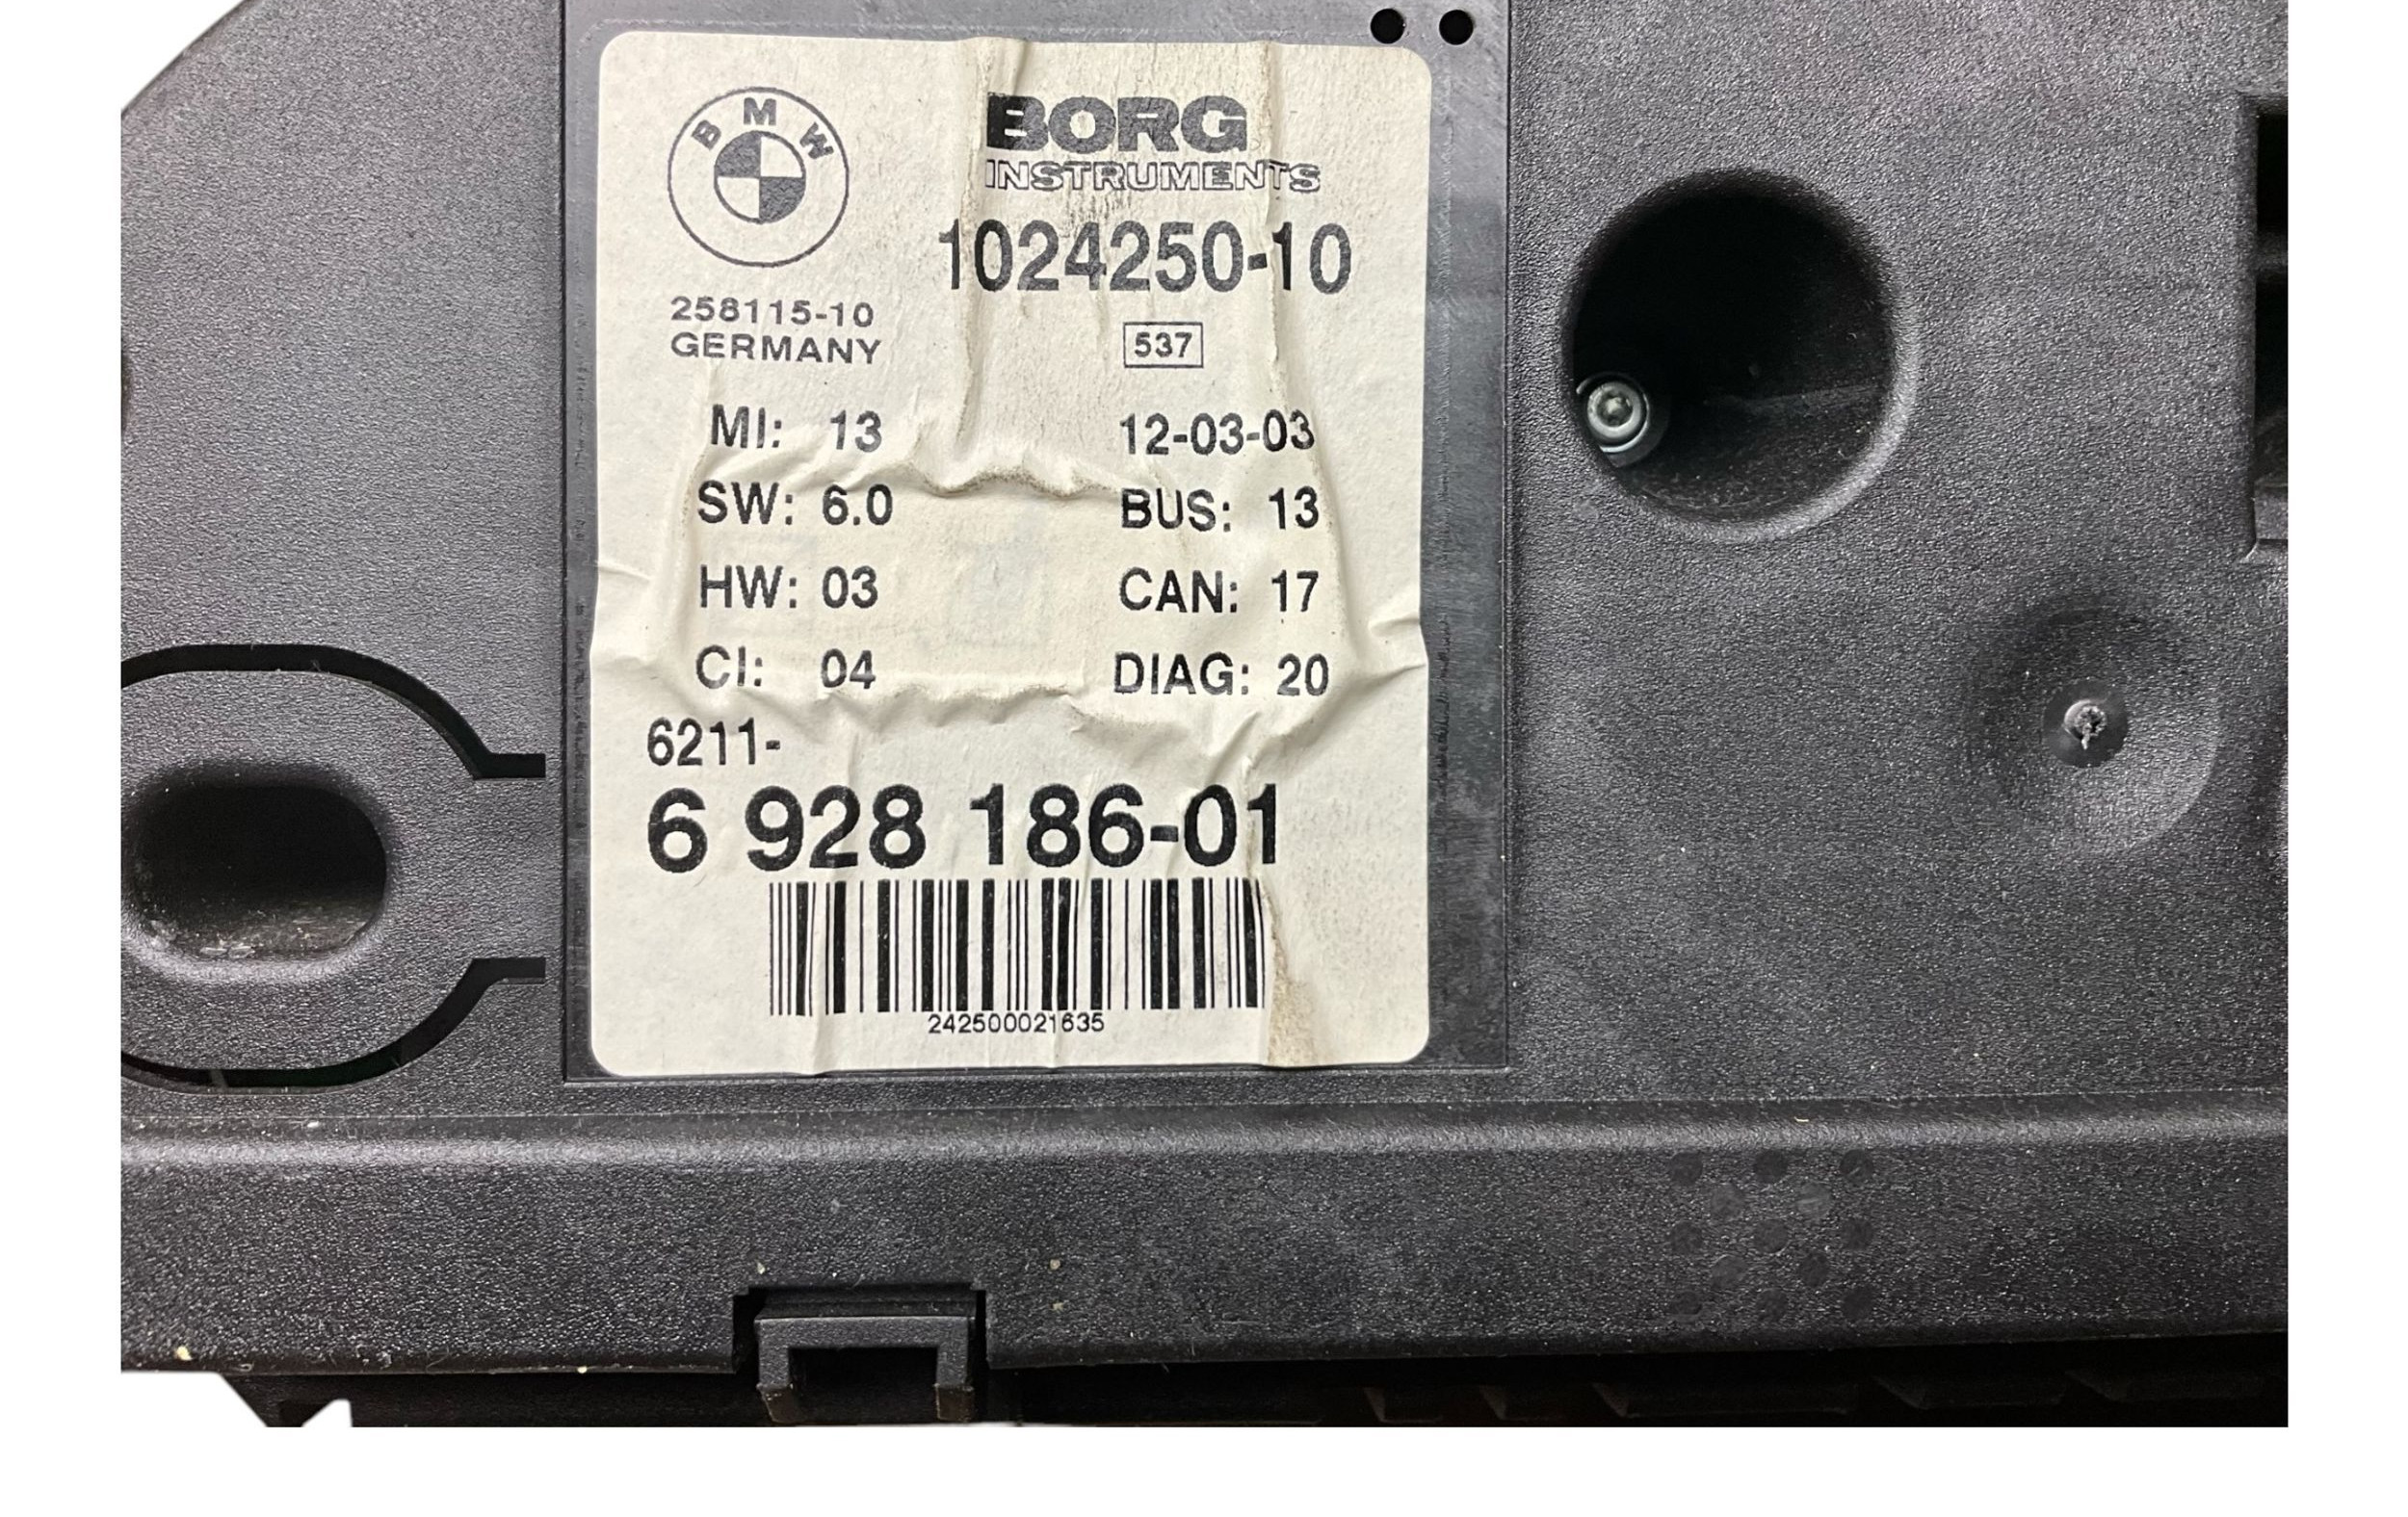 BMW
BORG
INSTRUMENTS
1024250-10
258115-10
GERMANY
537
MI: 13 12-03-03
SW: 6.0 BUS: 13
HW: 03 CAN: 17
CI: 04 DIAG: 20
6211-
6 928 186-01
242500021635